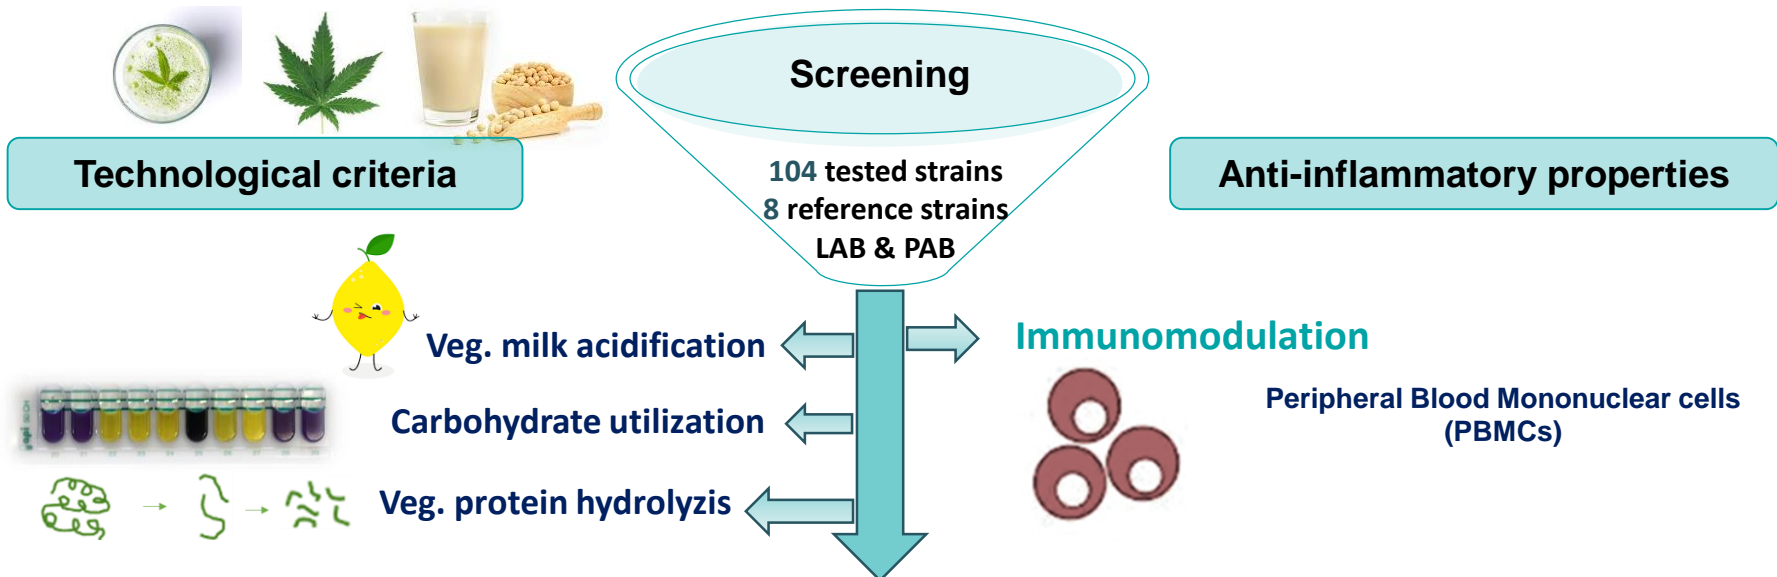 Screening
Technological criteria
104 tested strains
8 reference strains
LAB & PAB
Anti-inflammatory properties
Veg. milk acidification
Immunomodulation
Carbohydrate utilization
Peripheral Blood Mononuclear cells
(PBMCs)
Veg. protein hydrolyzis